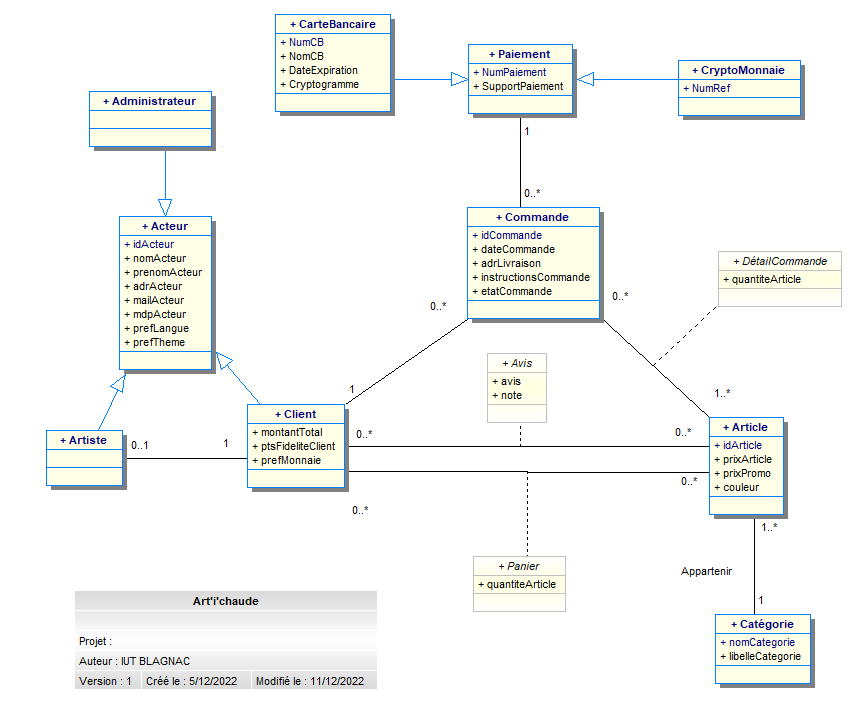 + CarteBancaire
+ NumCB
+ NomCB
+ DateExpiration
+ Cryptogramme
+ Paiement
+ NumPaiement
+ SupportPaiement
+ CryptoMonnaie
+ NumRef
+ Administrateur
1
0..*
+ Acteur
+ idActeur
+ nomActeur
+ prenomActeur
+ adrActeur
+ mailActeur
+ mdpActeur
+ prefLangue
+ prefTheme
+ Commande
+ idCommande
+ dateCommande
+ adrLivraison
+ instructionsCommande
+ etatCommande
+ DétailCommande
+ quantiteArticle
0..*
0..*
+ Avis
+ avis
+ note
1
1..*
+ Artiste
0..1
1
+ Client
+ montantTotal
+ ptsFideliteClient
+ prefMonnaie
0..*
0..*
+ Article
+ idArticle
+ prixArticle
+ prixPromo
+ couleur
0..*
0..*
1..*
+ Panier
+ quantiteArticle
Appartenir
1
+ Catégorie
+ nomCategorie
+ libelleCategorie
Art'i'chaude
Projet :
Auteur : IUT BLAGNAC
Version : 1 Créé le : 5/12/2022 Modifié le : 11/12/2022